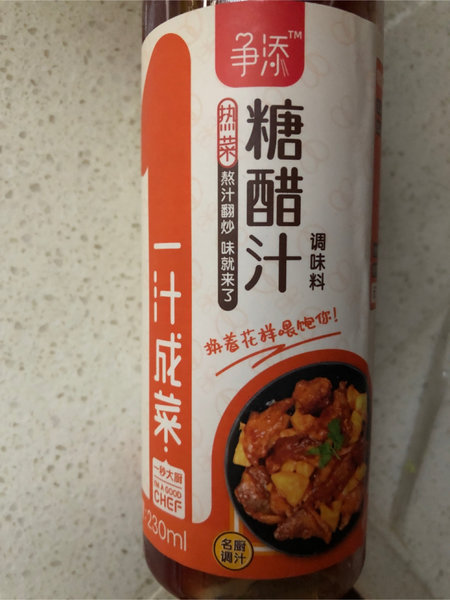 争添™
糖醋汁
调味料
热菜
熬汁翻炒 味就来了
换着花样喂饱你!
1
一汁成菜
一秒大厨
I'M A GOOD
CHEF
230ml
名厨
调汁